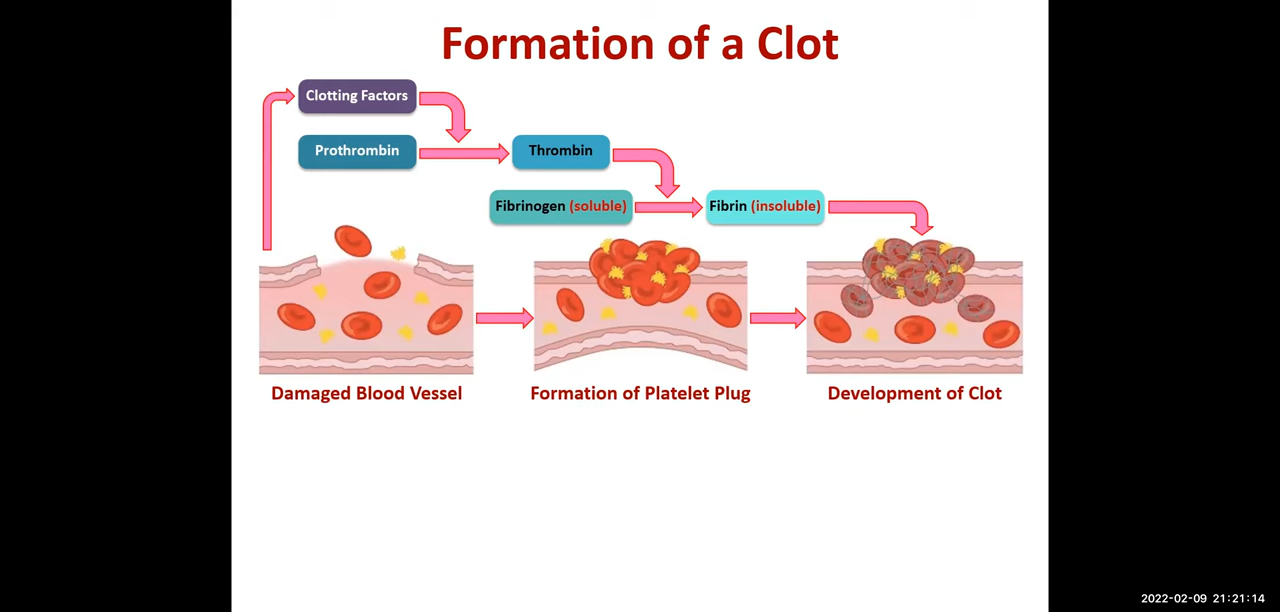 Formation of a Clot
Clotting Factors
Prothrombin
Thrombin
Fibrinogen (soluble)
Fibrin (insoluble)
Damaged Blood Vessel
Formation of Platelet Plug
Development of Clot
2022-02-09 21:21:14